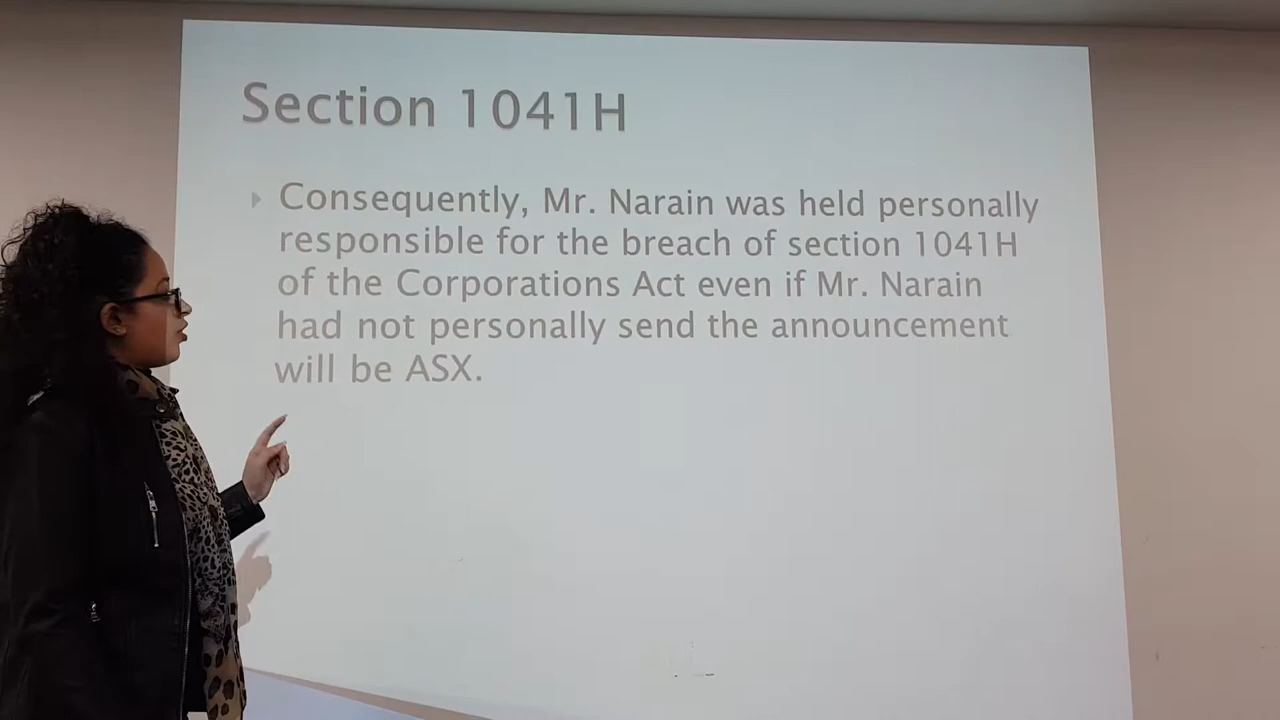 Section 1041H
Consequently, Mr. Narain was held personally
responsible for the breach of section 1041H
of the Corporations Act even if Mr. Narain
had not personally send the announcement
will be ASX.